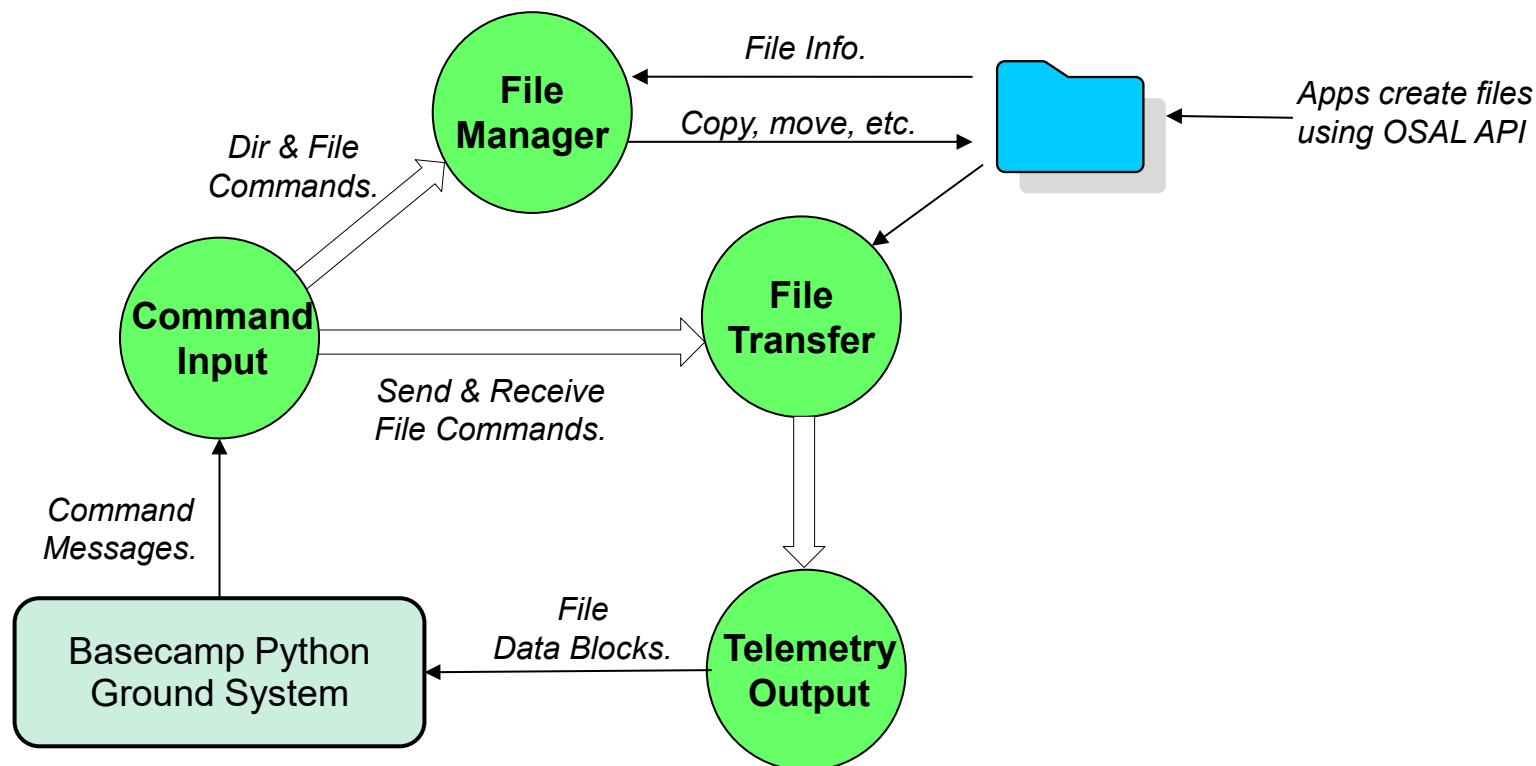 File Info.
File
Manager
Copy, move, etc.
Apps create files
using OSAL API
Dir & File
Commands.
Command
Input
File
Transfer
Send & Receive
File Commands.
Command
Messages.
Basecamp Python
Ground System
File
Data Blocks.
Telemetry
Output